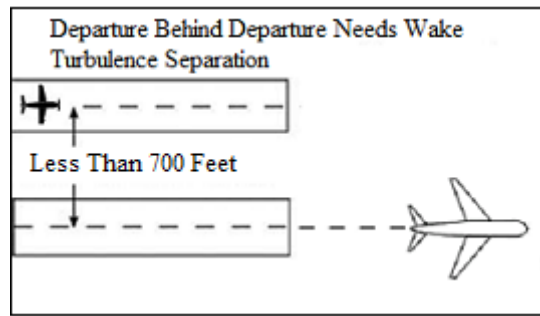 Departure Behind Departure Needs Wake
Turbulence Separation
Less Than 700 Feet